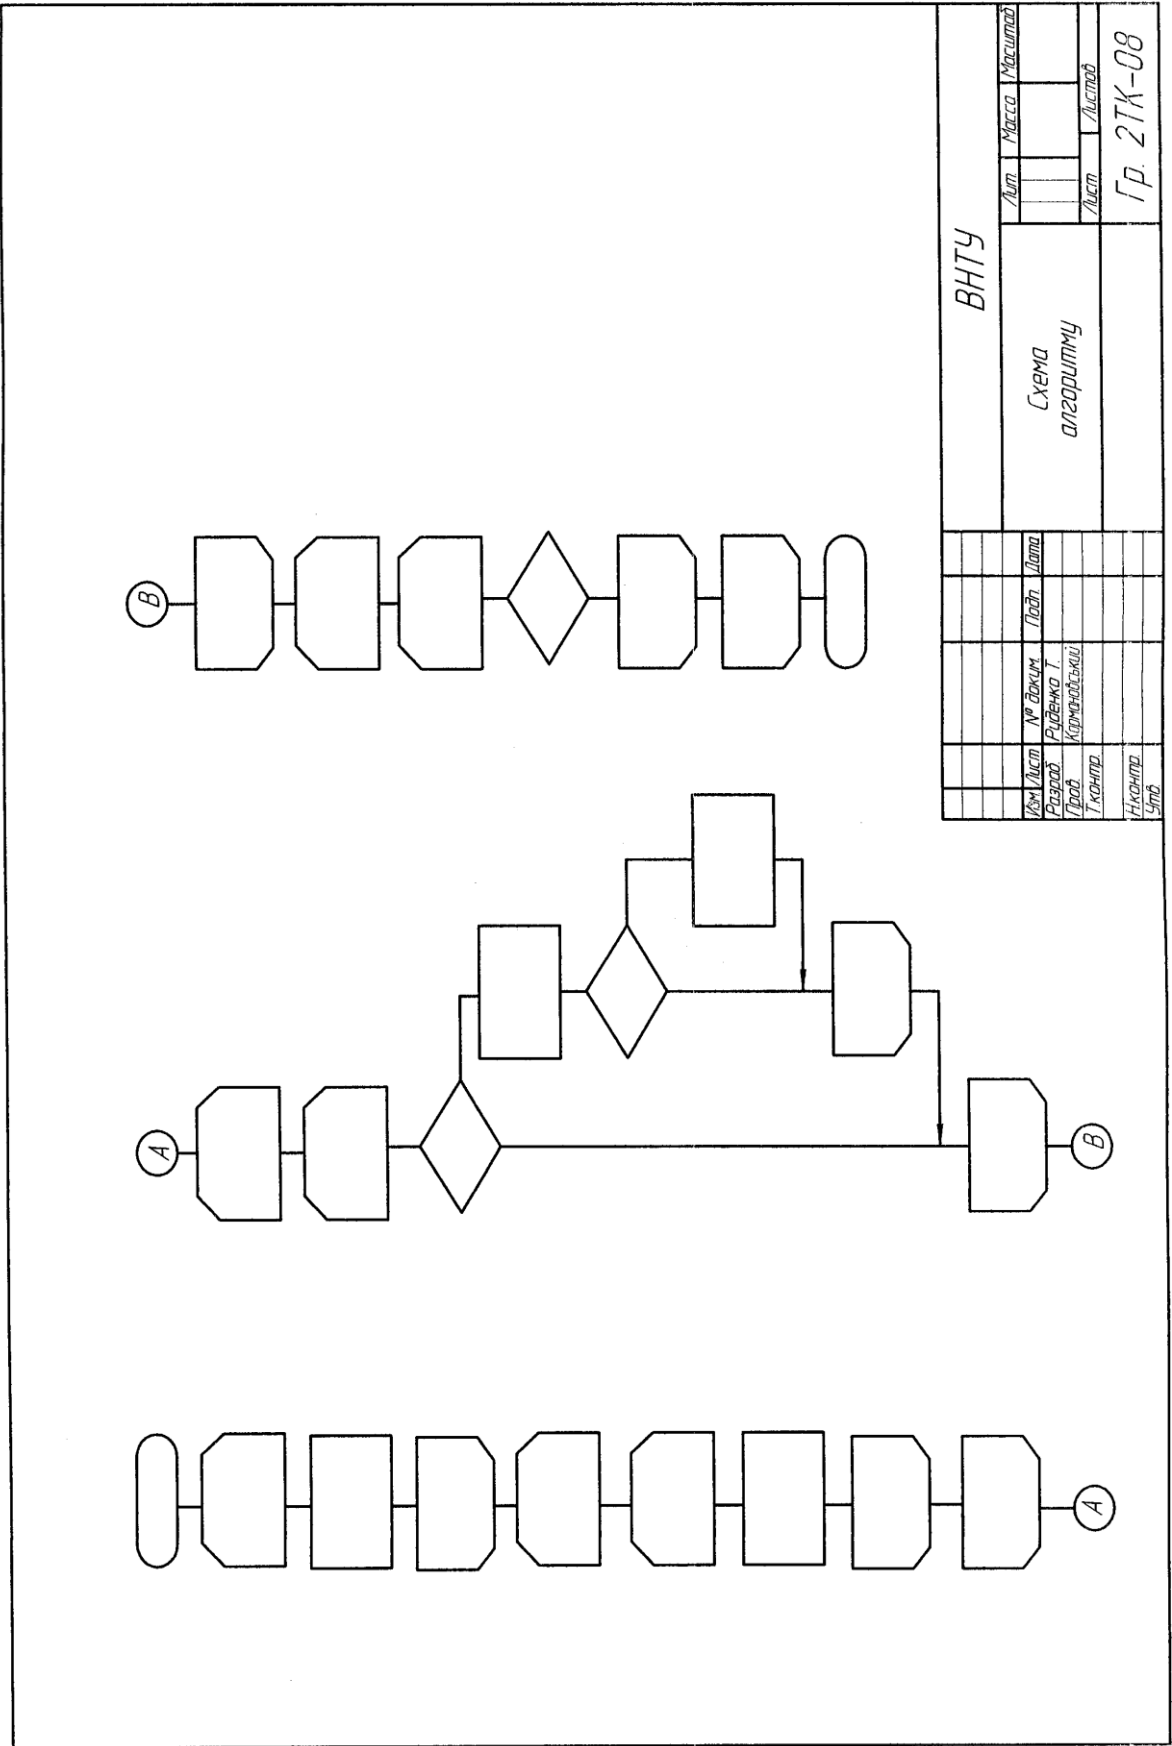 A
A
B
B
ВНТУ
Изм.
Лист
№ докум.
Подп.
Дата
Разраб.
Руденко Т.
Пров.
Кормановський
Т.контр.
Н.контр.
Утв.
Схема
алгоритму
Лит.
Масса
Масштаб
Лист
Листов
Гр. 2ТК-08